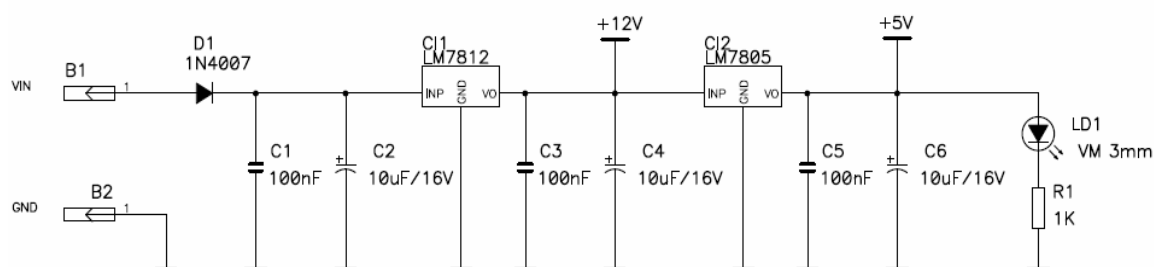 +12V
+5V
D1
1N4007
CI1
LM7812
CI2
LM7805
VIN
B1
1
INP
GND
VO
INP
GND
VO
C1
100nF
C2
10uF/16V
C3
100nF
C4
10uF/16V
C5
100nF
C6
10uF/16V
LD1
VM 3mm
GND
B2
1
R1
1K
+
+
+